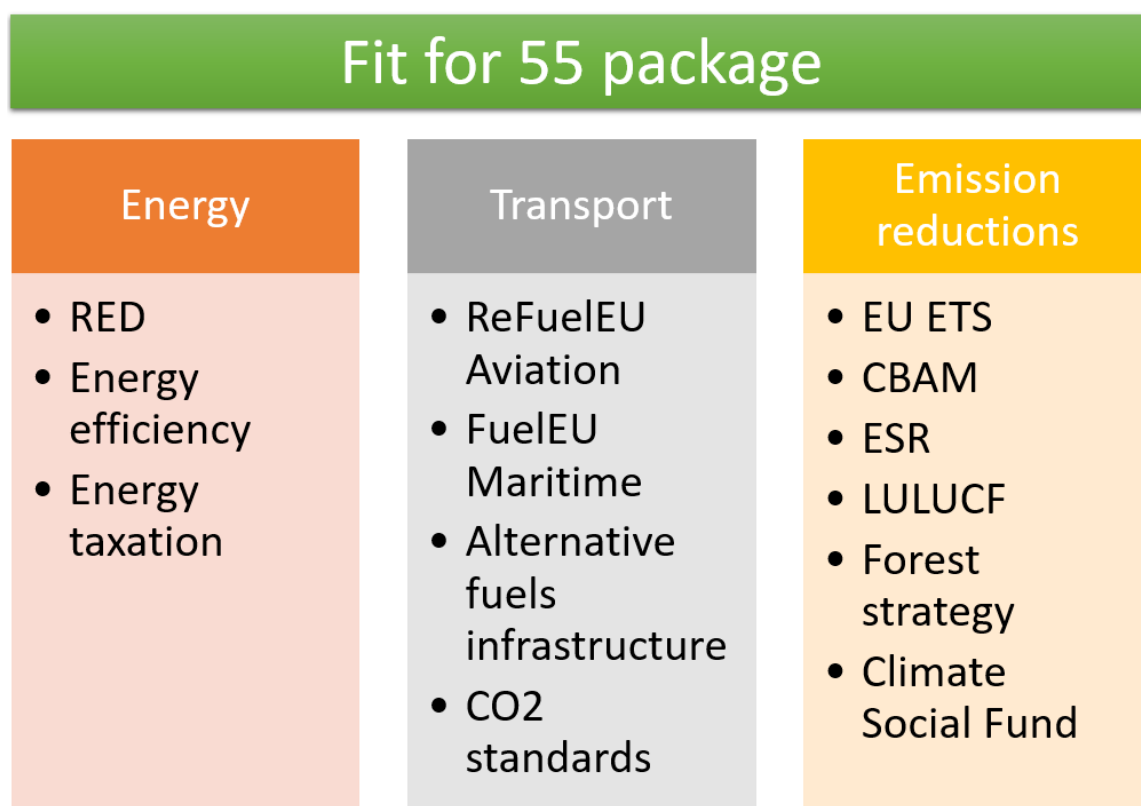 Fit for 55 package
Energy
• RED
• Energy
efficiency
• Energy
taxation
Transport
• ReFuelEU
Aviation
• FuelEU
Maritime
• Alternative
fuels
infrastructure
• CO2
standards
Emission
reductions
• EU ETS
• CBAM
• ESR
• LULUCF
• Forest
strategy
• Climate
Social Fund